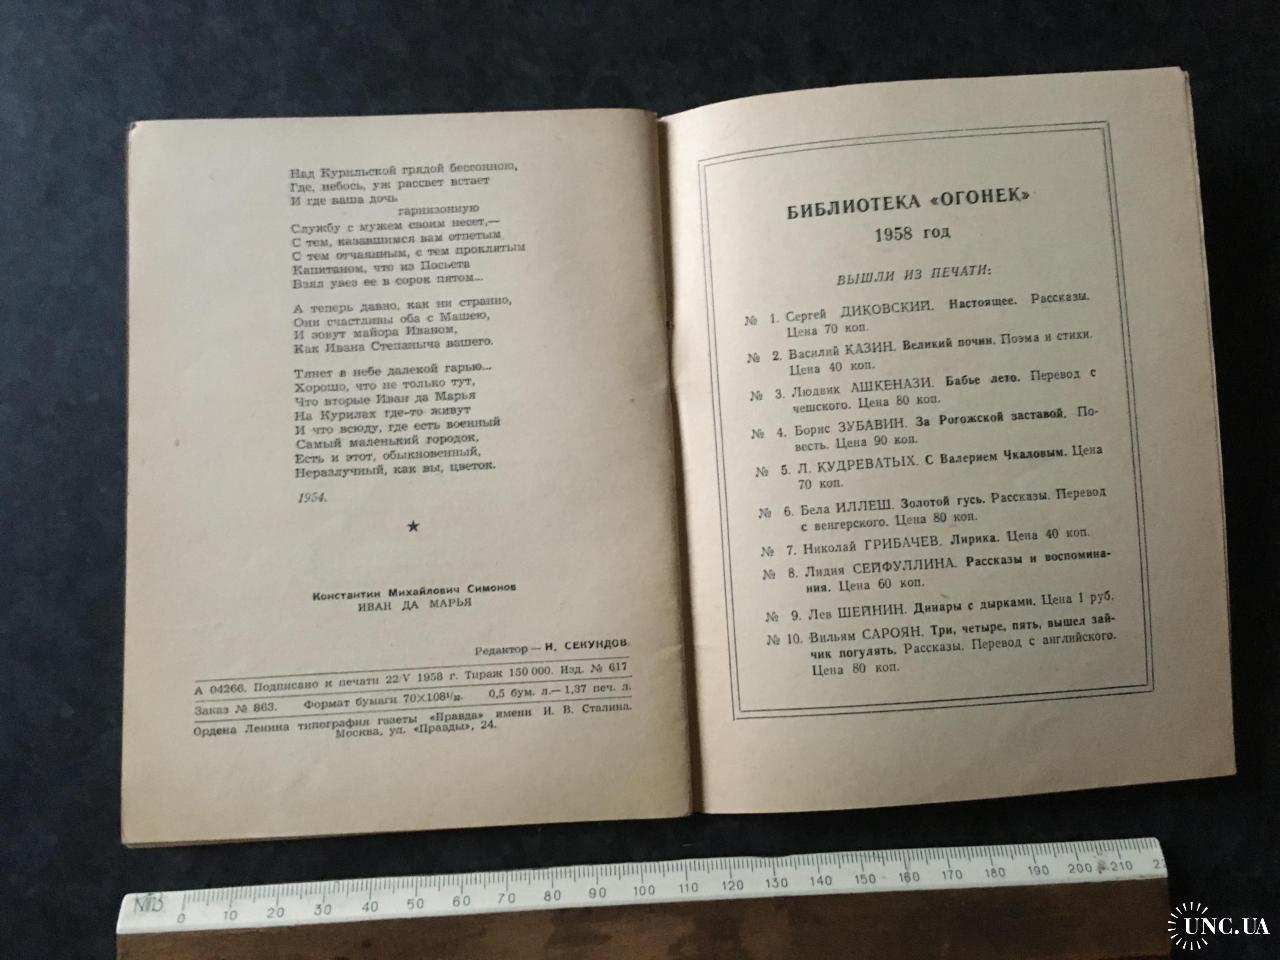 Над Курильской грядой бессонною,
Где, небось, уж рассвет встает
И где ваша дочь
гарнизонную
Службу с мужем своим несет,—
С тем, казавшимся вам отпетым
С тем отчаянным, с тем проклятым
Капитаном, что из Посьета
Взял увез ее в сорок пятом...
А теперь давно, как ни странно,
Они счастливы оба с Машею,
И зовут майора Иваном,
Как Ивана Степаныча вашего.
Тянет в небе далекой гарью...
Хорошо, что не только тут,
Что вторые Иван да Марья
На Курилах где-то живут
И что всюду, где есть военный
Самый маленький городок,
Есть и этот, обыкновенный,
Неразлучный, как вы, цветок.
1954.
★
Константин Михайлович Симонов
ИВАН ДА МАРЬЯ
Редактор — Н. СЕКУНДОВ.
А 04266. Подписано к печати 22/V 1958 г. Тираж 150 000. Изд. № 617
Заказ № 863. Формат бумаги 70×108¹/₃₂. 0,5 бум. л.— 1,37 печ. л.
Ордена Ленина типография газеты «Правда» имени И. В. Сталина.
Москва, ул. «Правды», 24.
БИБЛИОТЕКА «ОГОНЕК»
1958 год
ВЫШЛИ ИЗ ПЕЧАТИ:
№ 1. Сергей ДИКОВСКИЙ. Настоящее. Рассказы.
Цена 70 коп.
№ 2. Василий КАЗИН. Великий почин. Поэма и стихи.
Цена 40 коп.
№ 3. Людвик АШКЕНАЗИ. Бабье лето. Перевод с
чешского. Цена 80 коп.
№ 4. Борис ЗУБАВИН. За Рогожской заставой. По-
весть. Цена 90 коп.
№ 5. Л. КУДРЕВАТЫХ. С Валерием Чкаловым. Цена
70 коп.
№ 6. Бела ИЛЛЕШ. Золотой гусь. Рассказы. Перевод
с венгерского. Цена 80 коп.
№ 7. Николай ГРИБАЧЕВ. Лирика. Цена 40 коп.
№ 8. Лидия СЕЙФУЛЛИНА. Рассказы и воспомина-
ния. Цена 60 коп.
№ 9. Лев ШЕЙНИН. Динары с дырками. Цена 1 руб.
№ 10. Вильям САРОЯН. Три, четыре, пять, вышел зай-
чик погулять. Рассказы. Перевод с английского.
Цена 80 коп.
0 10 20 30 40 50 60 70 80 90 100 110 120 130 140 150 160 170 180 190 200 210
UNC.UA